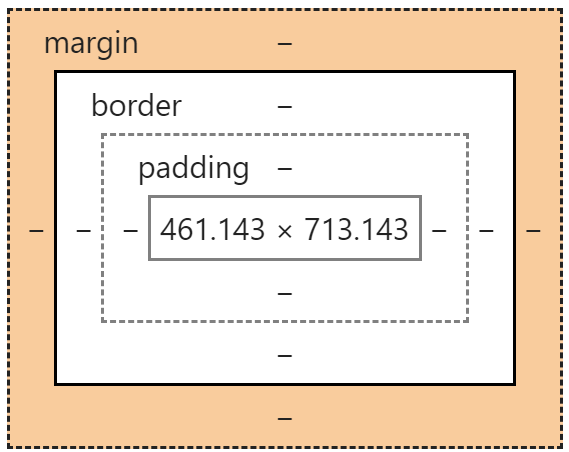 margin –
border –
padding –
– – – 461.143 × 713.143 – – –
–
–
–